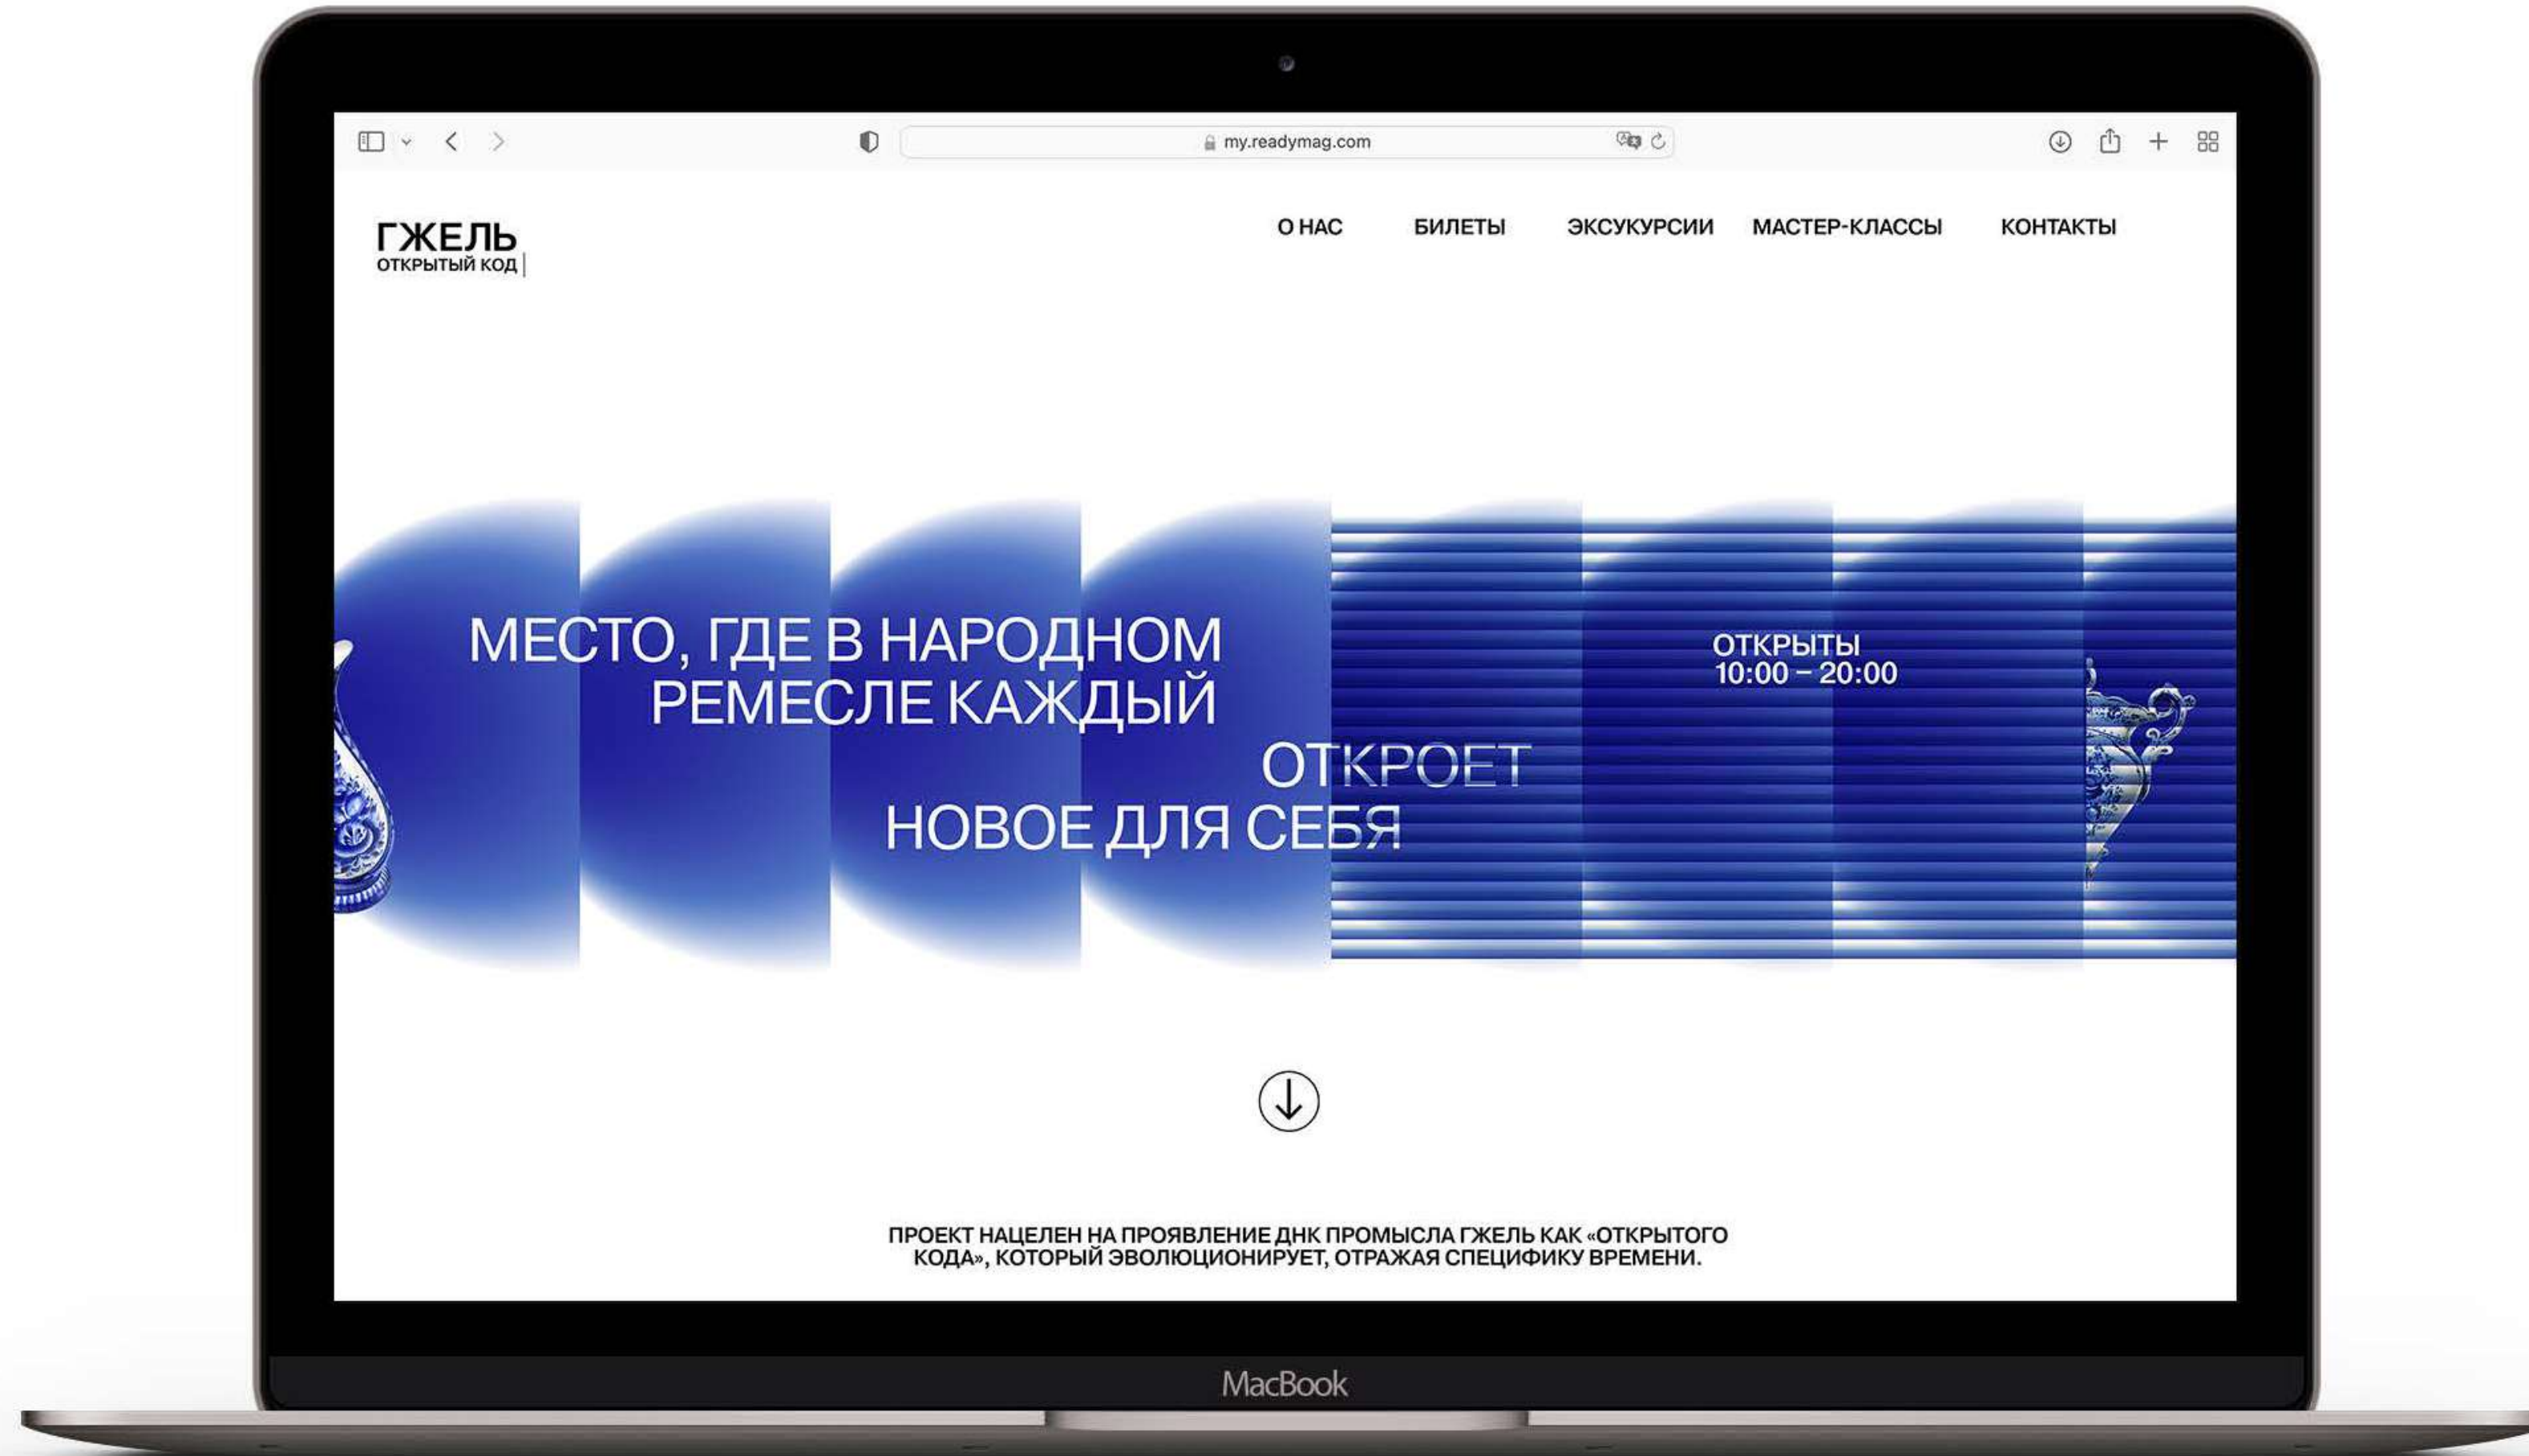 my.readymag.com
ГЖЕЛЬ
ОТКРЫТЫЙ КОД
О НАС БИЛЕТЫ ЭКСУКУРСИИ МАСТЕР-КЛАССЫ КОНТАКТЫ
МЕСТО, ГДЕ В НАРОДНОМ
РЕМЕСЛЕ КАЖДЫЙ
ОТКРОЕТ
НОВОЕ ДЛЯ СЕБЯ
ОТКРЫТЫ
10:00 – 20:00
ПРОЕКТ НАЦЕЛЕН НА ПРОЯВЛЕНИЕ ДНК ПРОМЫСЛА ГЖЕЛЬ КАК «ОТКРЫТОГО
КОДА», КОТОРЫЙ ЭВОЛЮЦИОНИРУЕТ, ОТРАЖАЯ СПЕЦИФИКУ ВРЕМЕНИ.
MacBook